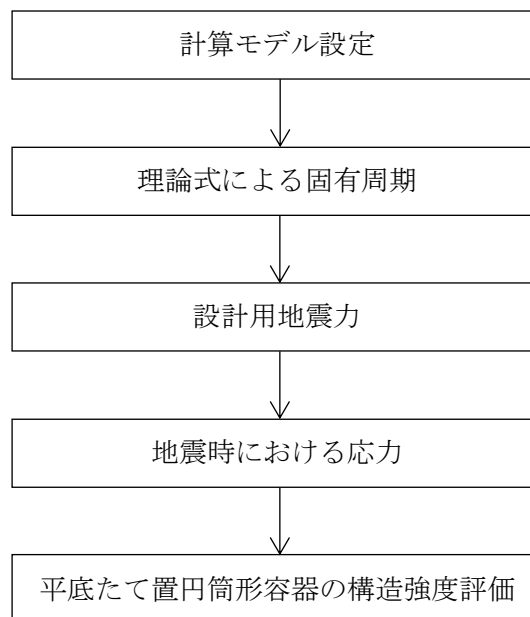 計算モデル設定
理論式による固有周期
設計用地震力
地震時における応力
平底たて置円筒形容器の構造強度評価